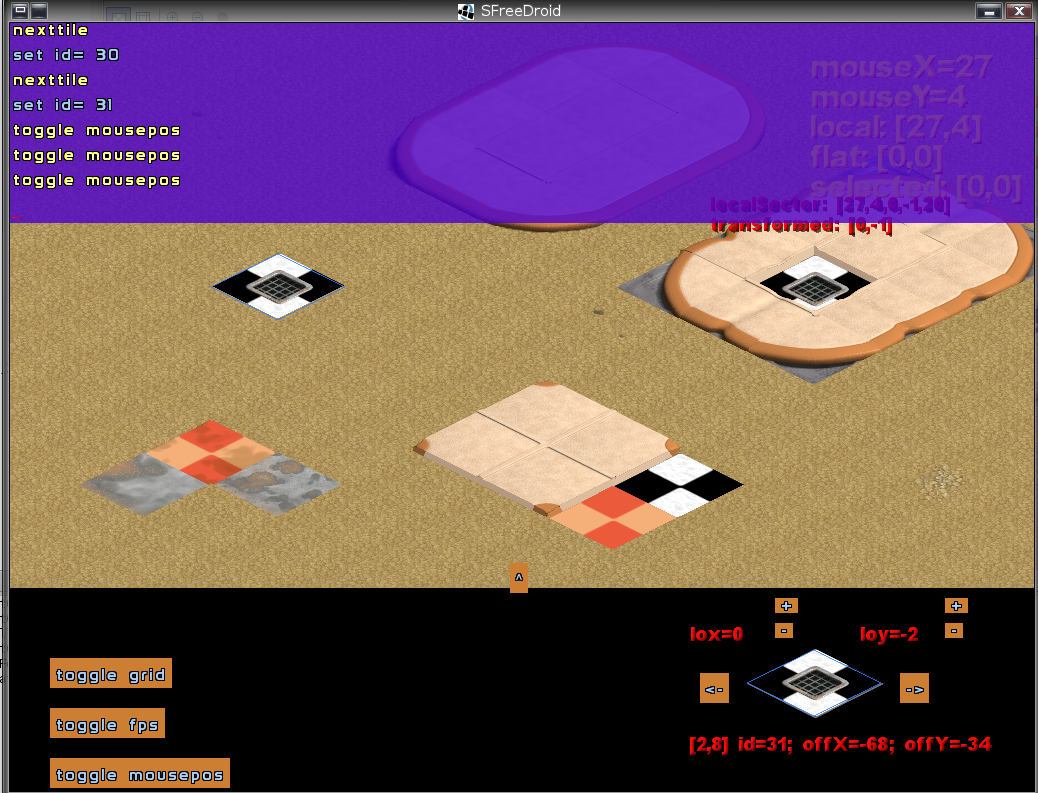 SFreeDroid
nexttile
set id= 30
nexttile
set id= 31
toggle mousepos
toggle mousepos
toggle mousepos
mouseX=27
mouseY=4
local: [27,4]
flat: [0,0]
selected: [0,0]
localSector: [27,4,0,-1,20]
transformed: [0,-1]
^
+ +
- -
lox=0 loy=-2
<- ->
[2,8] id=31; offX=-68; offY=-34
toggle grid
toggle fps
toggle mousepos